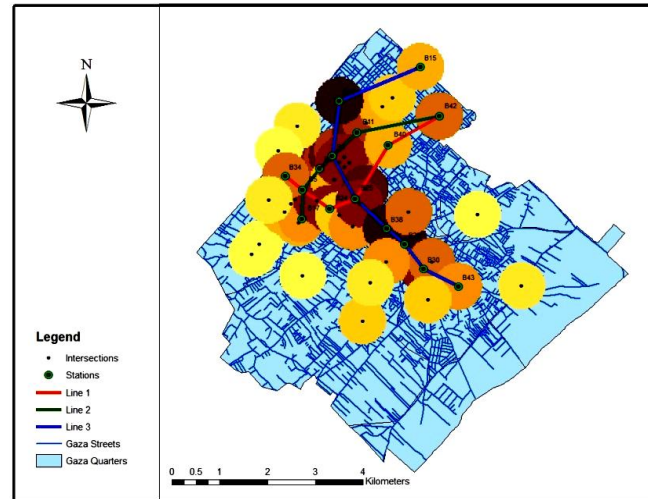 N
B15
B42
B41
B40
B34
B38
B30
B43
Legend
Intersections
Stations
Line 1
Line 2
Line 3
Gaza Streets
Gaza Quarters
0 0.5 1 2 3 4
Kilometers